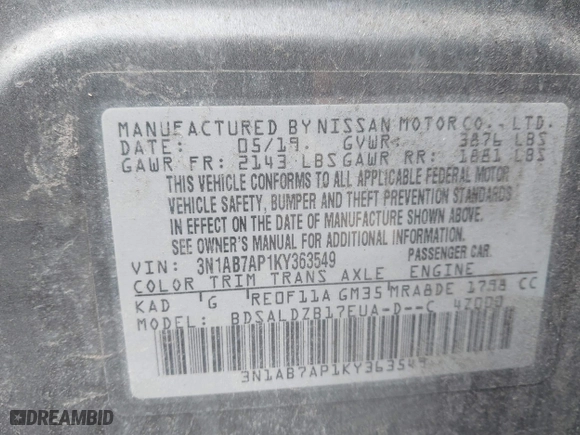 MANUFACTURED BY NISSAN MOTOR CO., LTD.
DATE: 05/19 GVWR: 3876 LBS
GAWR FR: 2143 LBS GAWR RR: 1881 LBS
THIS VEHICLE CONFORMS TO ALL APPLICABLE FEDERAL MOTOR
VEHICLE SAFETY, BUMPER AND THEFT PREVENTION STANDARDS
IN EFFECT ON THE DATE OF MANUFACTURE SHOWN ABOVE.
SEE OWNER'S MANUAL FOR ADDITIONAL INFORMATION.
VIN: 3N1AB7AP1KY363549 PASSENGER CAR
COLOR TRIM TRANS AXLE ENGINE
KAD G RE0F11A GM35 MRA8DE 1798 CC
MODEL: BDSALDZB17EUA-D--C 47000
3N1AB7AP1KY363549
DREAMBID